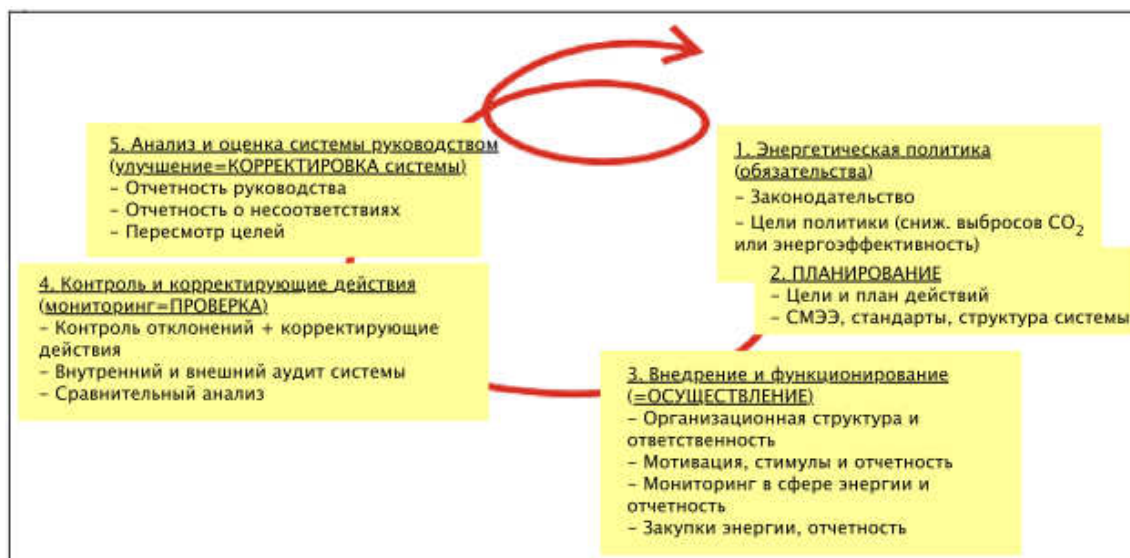 5. Анализ и оценка системы руководством
(улучшение=КОРРЕКТИРОВКА системы)
– Отчетность руководства
– Отчетность о несоответствиях
– Пересмотр целей
1. Энергетическая политика
(обязательства)
– Законодательство
– Цели политики (сниж. выбросов CO₂
или энергоэффективность)
2. ПЛАНИРОВАНИЕ
– Цели и план действий
– СМЭЭ, стандарты, структура системы
3. Внедрение и функционирование
(=ОСУЩЕСТВЛЕНИЕ)
– Организационная структура и
ответственность
– Мотивация, стимулы и отчетность
– Мониторинг в сфере энергии и
отчетность
– Закупки энергии, отчетность
4. Контроль и корректирующие действия
(мониторинг=ПРОВЕРКА)
– Контроль отклонений + корректирующие
действия
– Внутренний и внешний аудит системы
– Сравнительный анализ